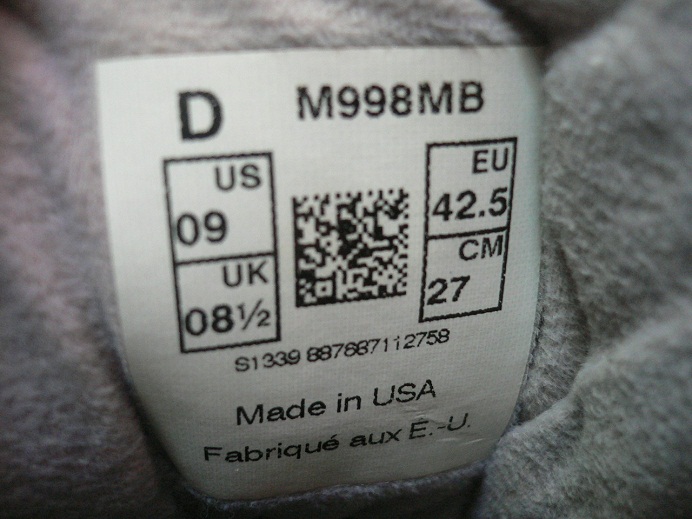 D M998MB
US
09
UK
08½
EU
42.5
CM
27
S1339 887687112758
Made in USA
Fabriqué aux E.-U.